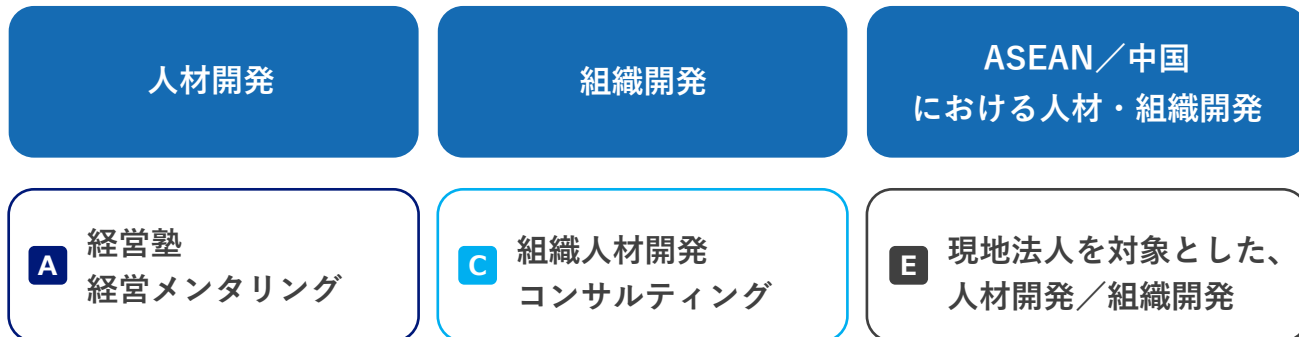 人材開発
組織開発
ASEAN／中国
における人材・組織開発
A
経営塾
経営メンタリング
C
組織人材開発
コンサルティング
E
現地法人を対象とした、
人材開発／組織開発